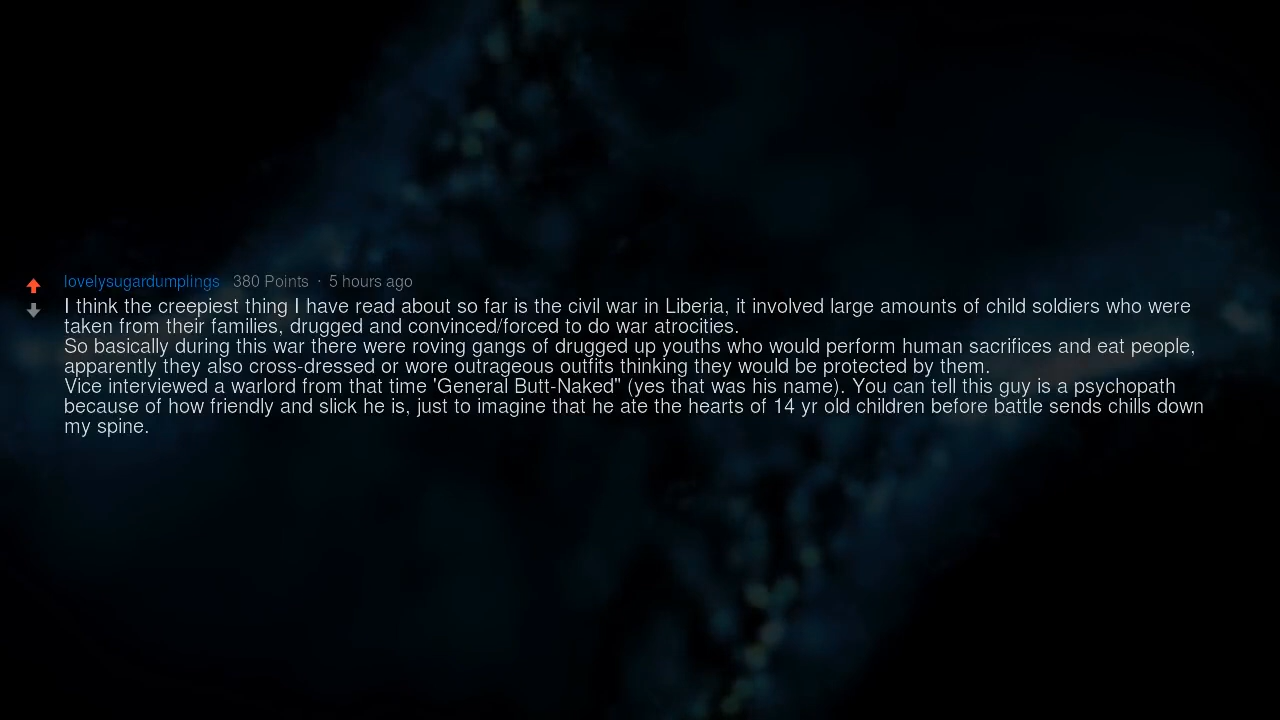 lovelysugardumplings 380 Points · 5 hours ago
I think the creepiest thing I have read about so far is the civil war in Liberia, it involved large amounts of child soldiers who were
taken from their families, drugged and convinced/forced to do war atrocities.
So basically during this war there were roving gangs of drugged up youths who would perform human sacrifices and eat people,
apparently they also cross-dressed or wore outrageous outfits thinking they would be protected by them.
Vice interviewed a warlord from that time 'General Butt-Naked" (yes that was his name). You can tell this guy is a psychopath
because of how friendly and slick he is, just to imagine that he ate the hearts of 14 yr old children before battle sends chills down
my spine.